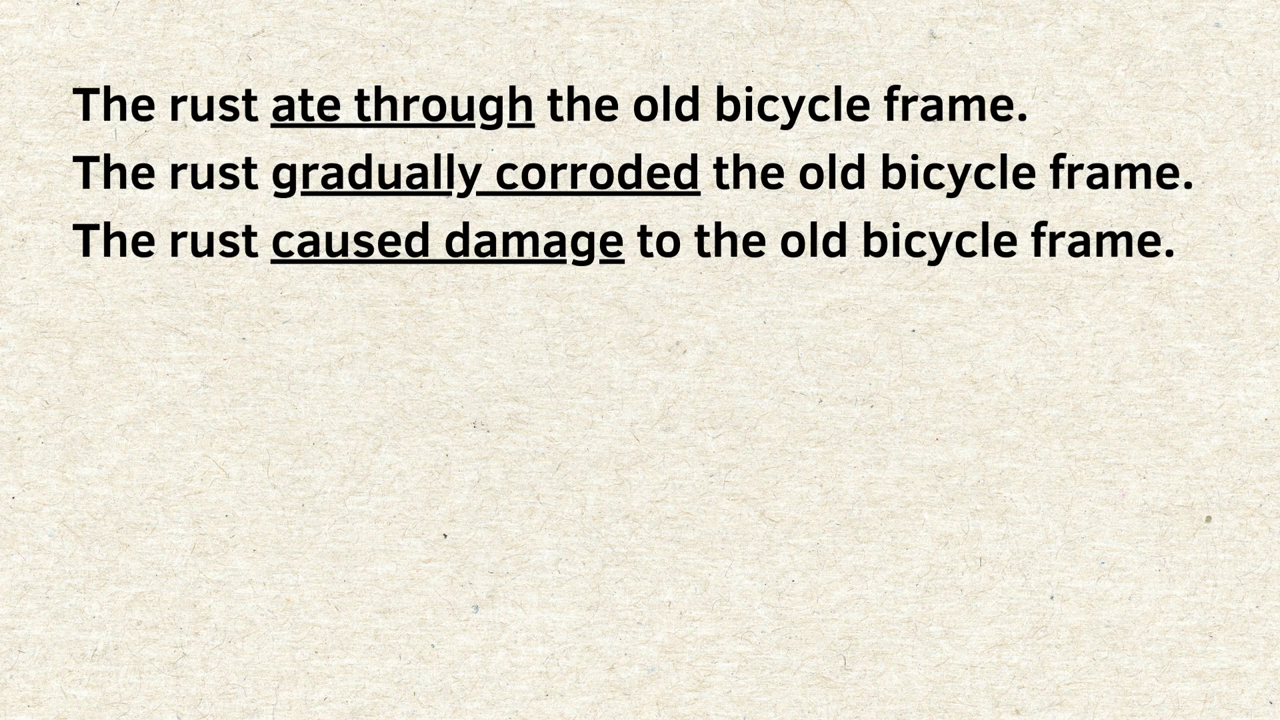 The rust ate through the old bicycle frame.
The rust gradually corroded the old bicycle frame.
The rust caused damage to the old bicycle frame.